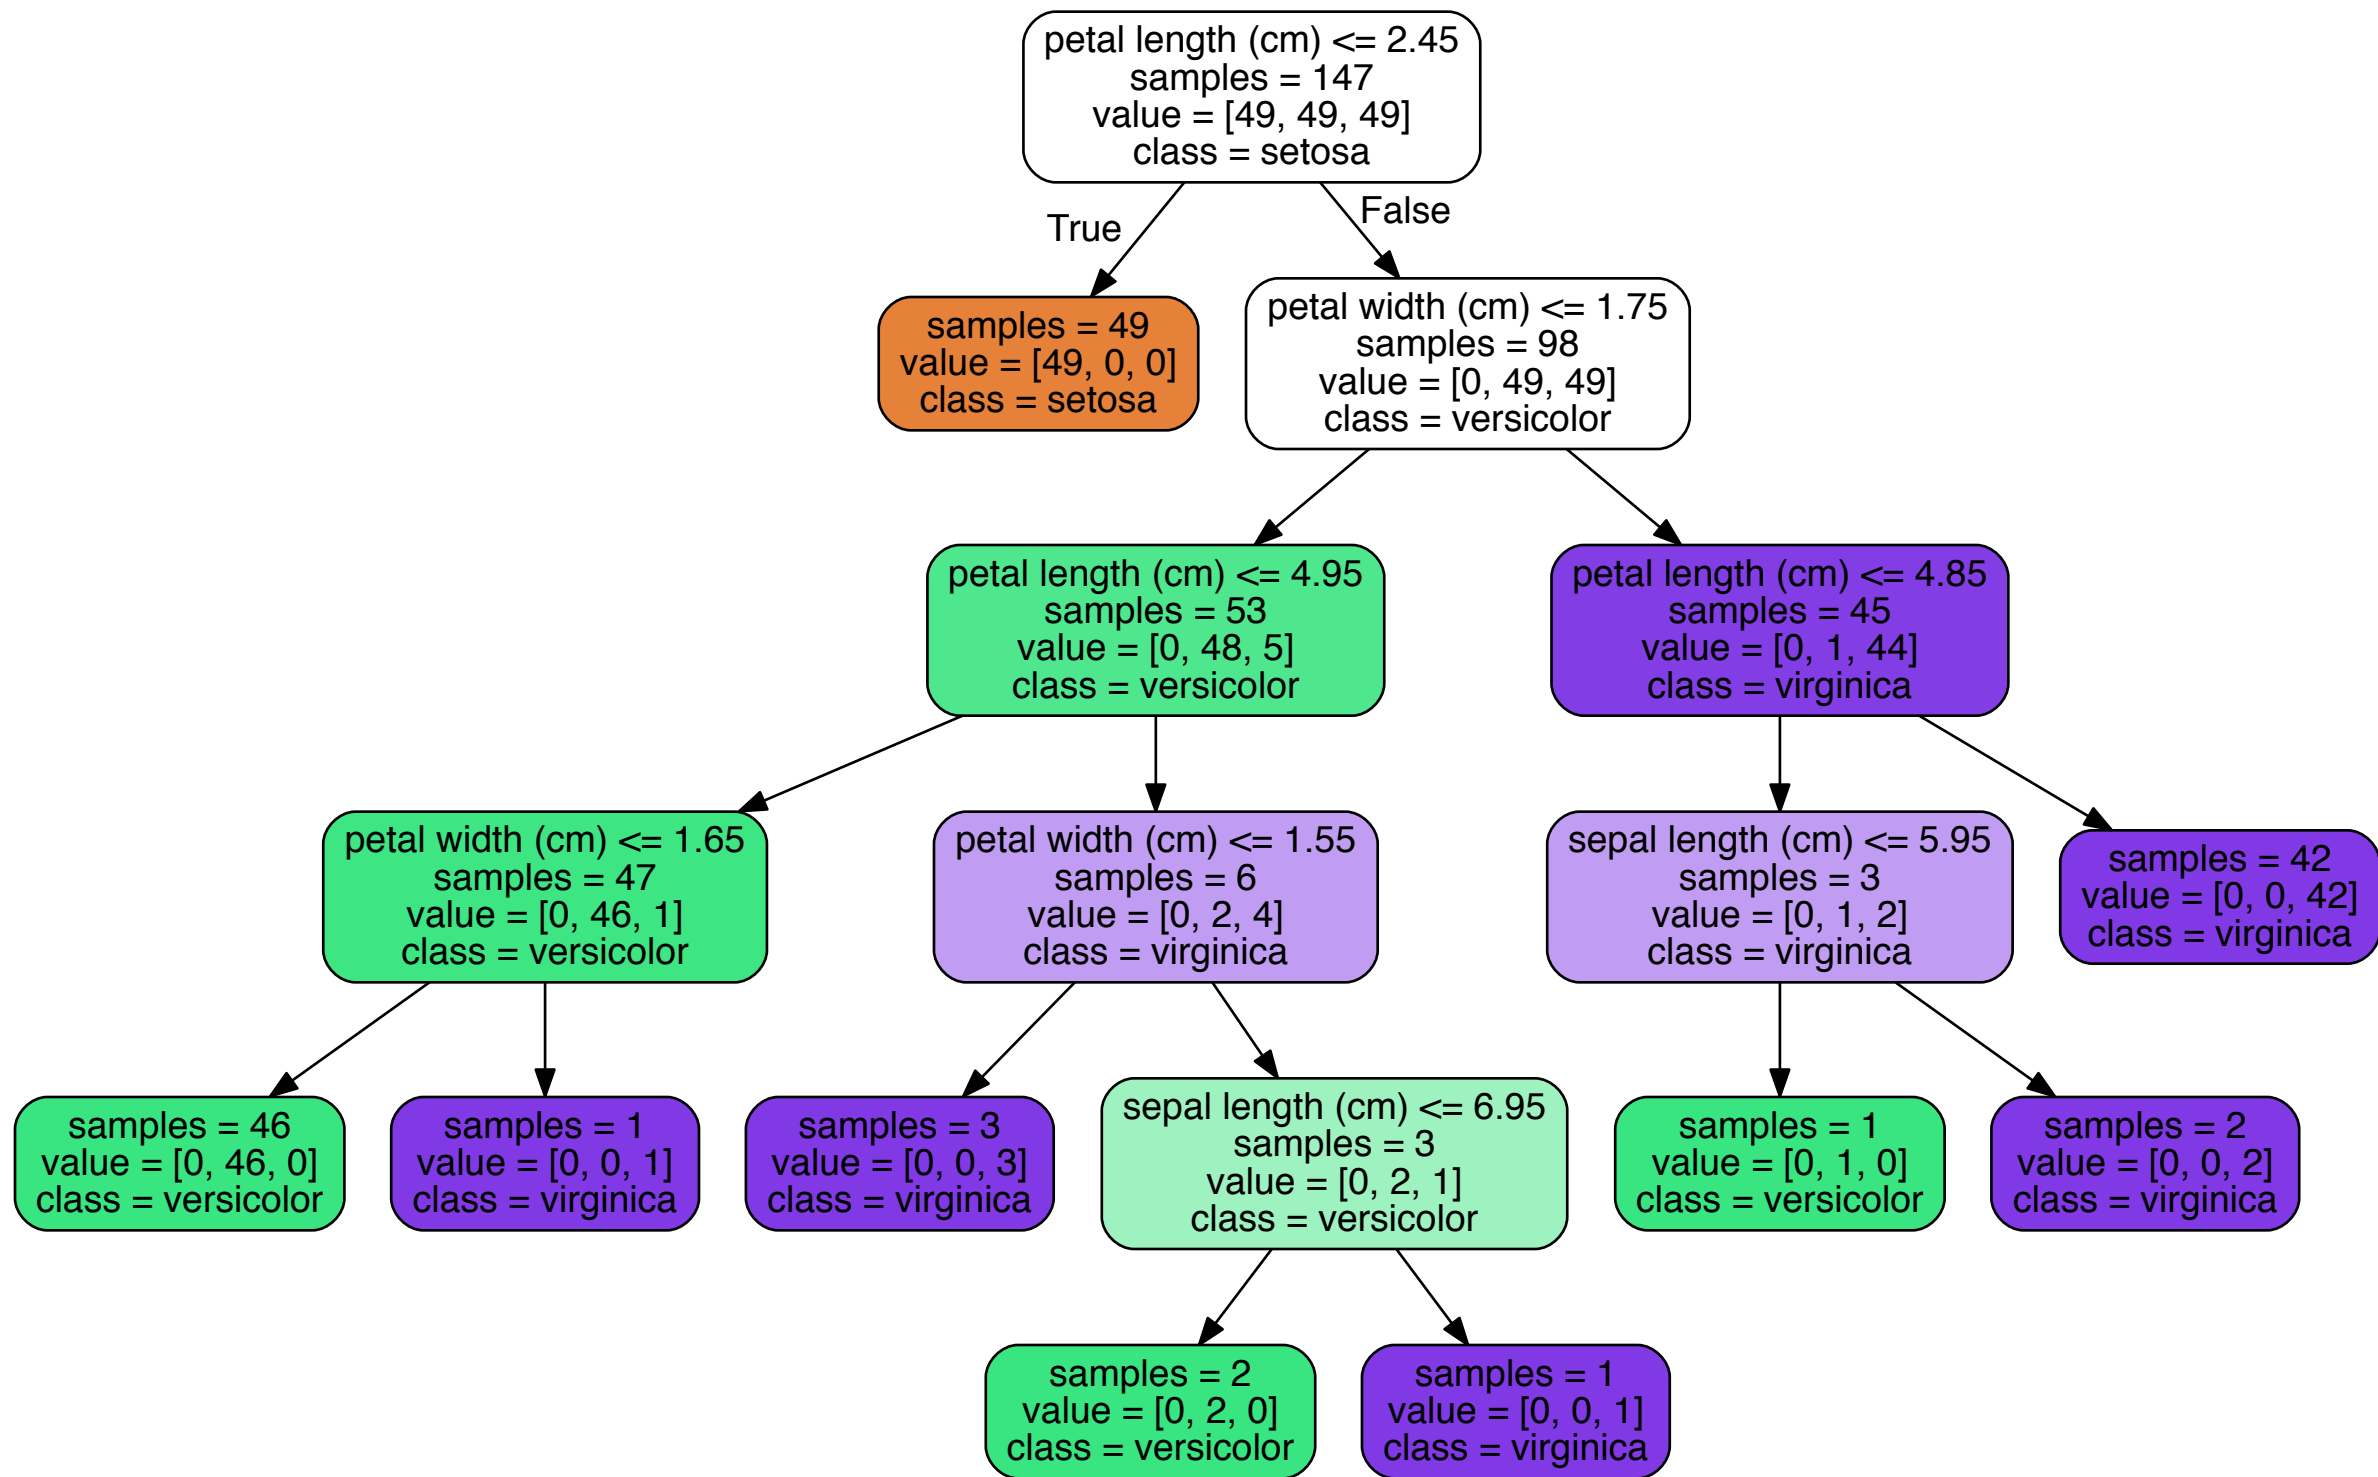 petal length (cm) <= 2.45
samples = 147
value = [49, 49, 49]
class = setosa
True
False
samples = 49
value = [49, 0, 0]
class = setosa
petal width (cm) <= 1.75
samples = 98
value = [0, 49, 49]
class = versicolor
petal length (cm) <= 4.95
samples = 53
value = [0, 48, 5]
class = versicolor
petal length (cm) <= 4.85
samples = 45
value = [0, 1, 44]
class = virginica
petal width (cm) <= 1.65
samples = 47
value = [0, 46, 1]
class = versicolor
petal width (cm) <= 1.55
samples = 6
value = [0, 2, 4]
class = virginica
sepal length (cm) <= 5.95
samples = 3
value = [0, 1, 2]
class = virginica
samples = 42
value = [0, 0, 42]
class = virginica
samples = 46
value = [0, 46, 0]
class = versicolor
samples = 1
value = [0, 0, 1]
class = virginica
samples = 3
value = [0, 0, 3]
class = virginica
sepal length (cm) <= 6.95
samples = 3
value = [0, 2, 1]
class = versicolor
samples = 1
value = [0, 1, 0]
class = versicolor
samples = 2
value = [0, 0, 2]
class = virginica
samples = 2
value = [0, 2, 0]
class = versicolor
samples = 1
value = [0, 0, 1]
class = virginica